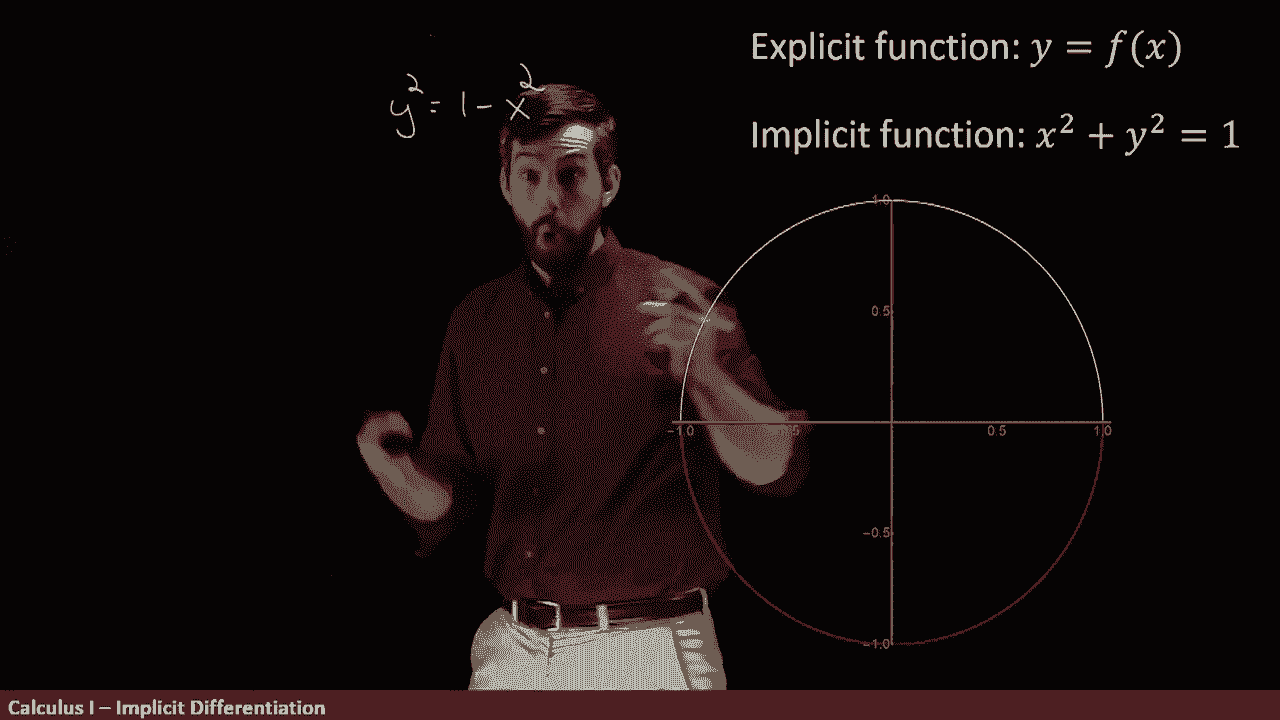 Explicit function: y = f(x)
y² = 1 - x²
Implicit function: x² + y² = 1
1.0
0.5
−1.0
0.5
1.0
−0.5
−1.0
Calculus I – Implicit Differentiation